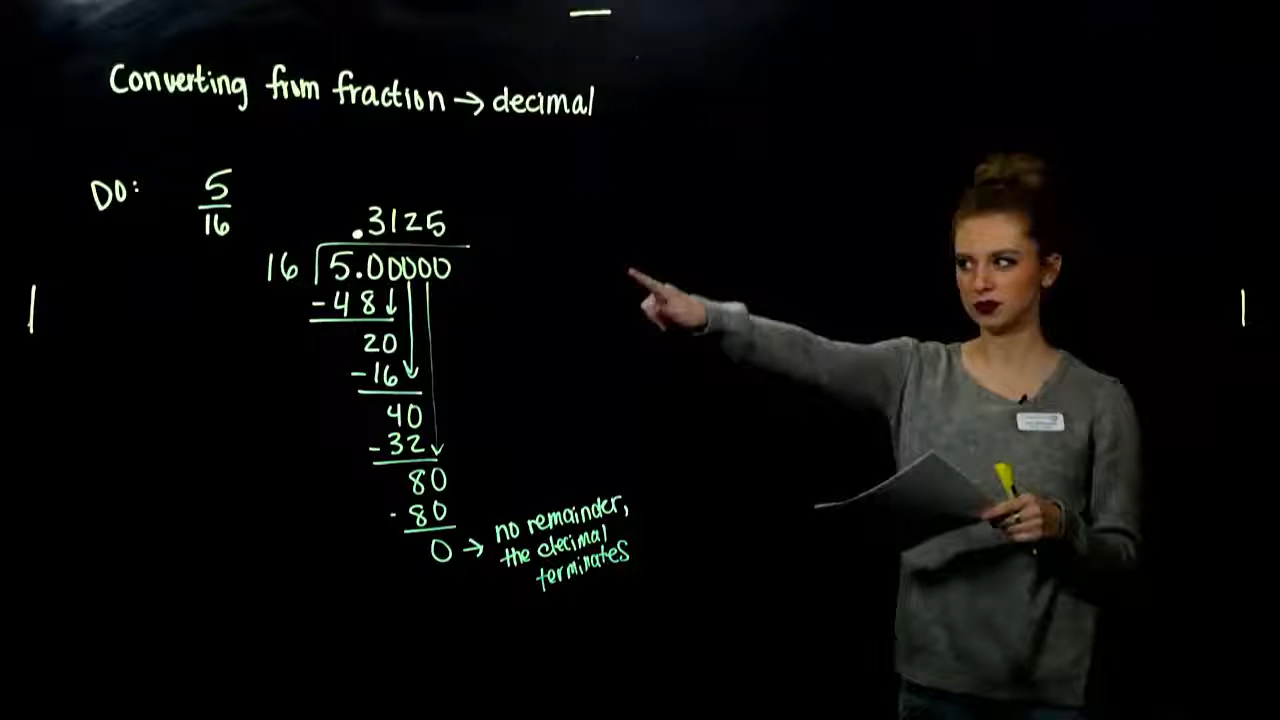 Converting from fraction → decimal
DO: 5/16
.3125
16 5.00000
-48
20
-16
40
-32
80
-80
0 → no remainder,
the decimal
terminates